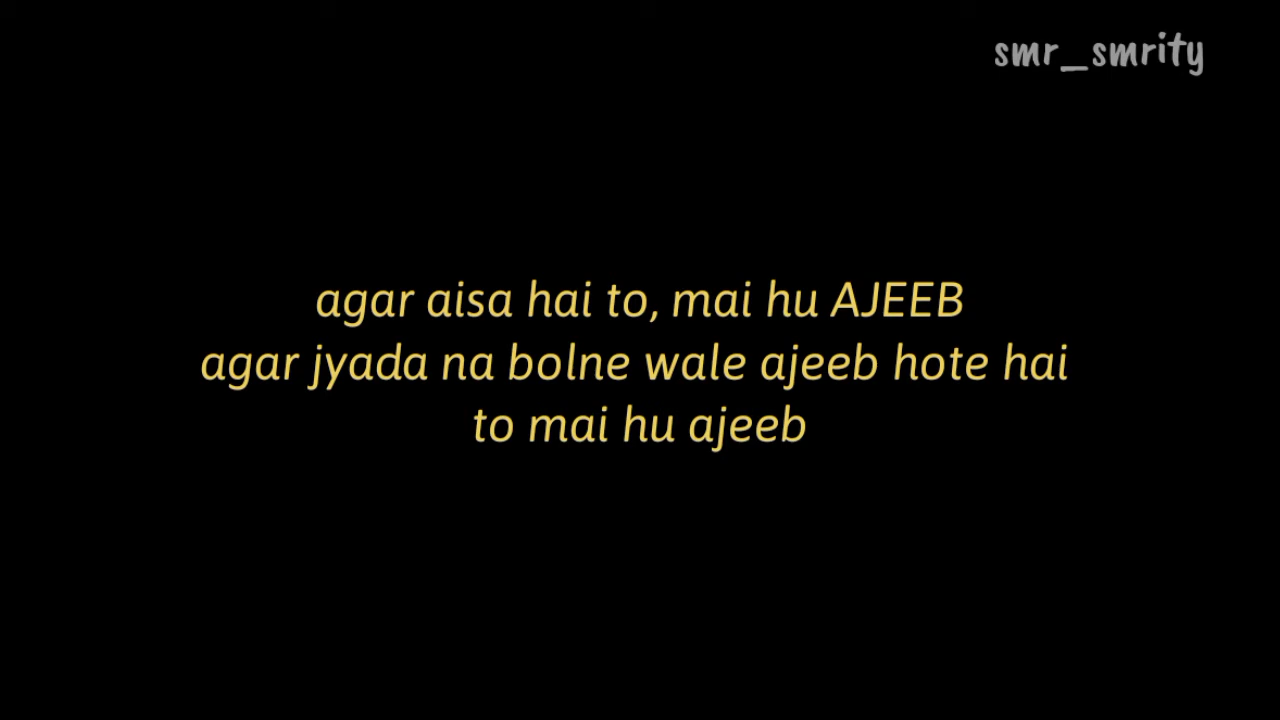 smr_smrity
agar aisa hai to, mai hu AJEEB
agar jyada na bolne wale ajeeb hote hai
to mai hu ajeeb